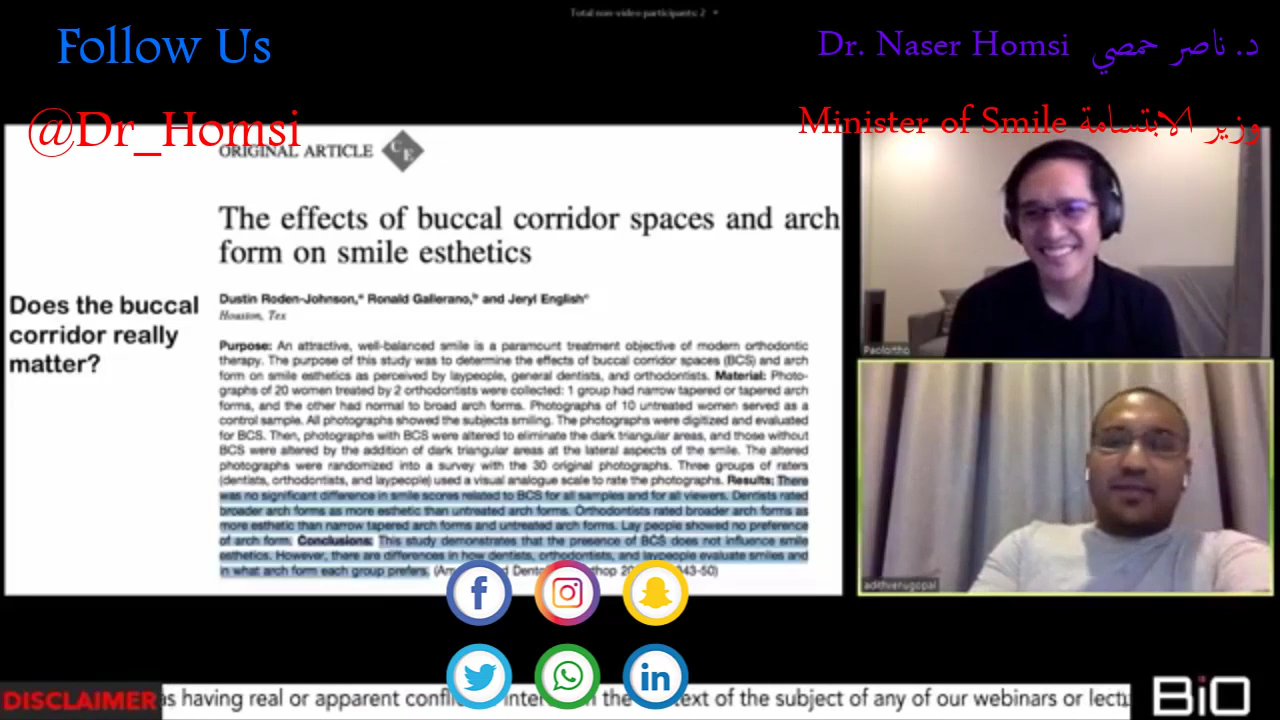 Total non-video participants: 2
Follow Us
Dr. Naser Homsi د. ناصر حمصي
@Dr_Homsi
Minister of Smile وزير الابتسامة
ORIGINAL ARTICLE CE
The effects of buccal corridor spaces and arch
form on smile esthetics
Does the buccal
corridor really
matter?
Dustin Roden-Johnson,a Ronald Gallerano,b and Jeryl Englishc
Houston, Tex
Purpose: An attractive, well-balanced smile is a paramount treatment objective of modern orthodontic
therapy. The purpose of this study was to determine the effects of buccal corridor spaces (BCS) and arch
form on smile esthetics as perceived by laypeople, general dentists, and orthodontists. Material: Photo-
graphs of 20 women treated by 2 orthodontists were collected: 1 group had narrow tapered or tapered arch
forms, and the other had normal to broad arch forms. Photographs of 10 untreated women served as a
control sample. All photographs showed the subjects smiling. The photographs were digitized and evaluated
for BCS. Then, photographs with BCS were altered to eliminate the dark triangular areas, and those without
BCS were altered by the addition of dark triangular areas at the lateral aspects of the smile. The altered
photographs were randomized into a survey with the 30 original photographs. Three groups of raters
(dentists, orthodontists, and laypeople) used a visual analogue scale to rate the photographs. Results: There
was no significant difference in smile scores related to BCS for all samples and for all viewers. Dentists rated
broader arch forms as more esthetic than untreated arch forms. Orthodontists rated broader arch forms as
more esthetic than narrow tapered arch forms and untreated arch forms. Lay people showed no preference
of arch form. Conclusions: This study demonstrates that the presence of BCS does not influence smile
esthetics. However, there are differences in how dentists, orthodontists, and laypeople evaluate smiles and
in what arch form each group prefers. (Am 343-50)
Paolortho
adithvenugopal
DISCLAIMER as having real or apparent the subject of any of our webinars or lectu
BiO